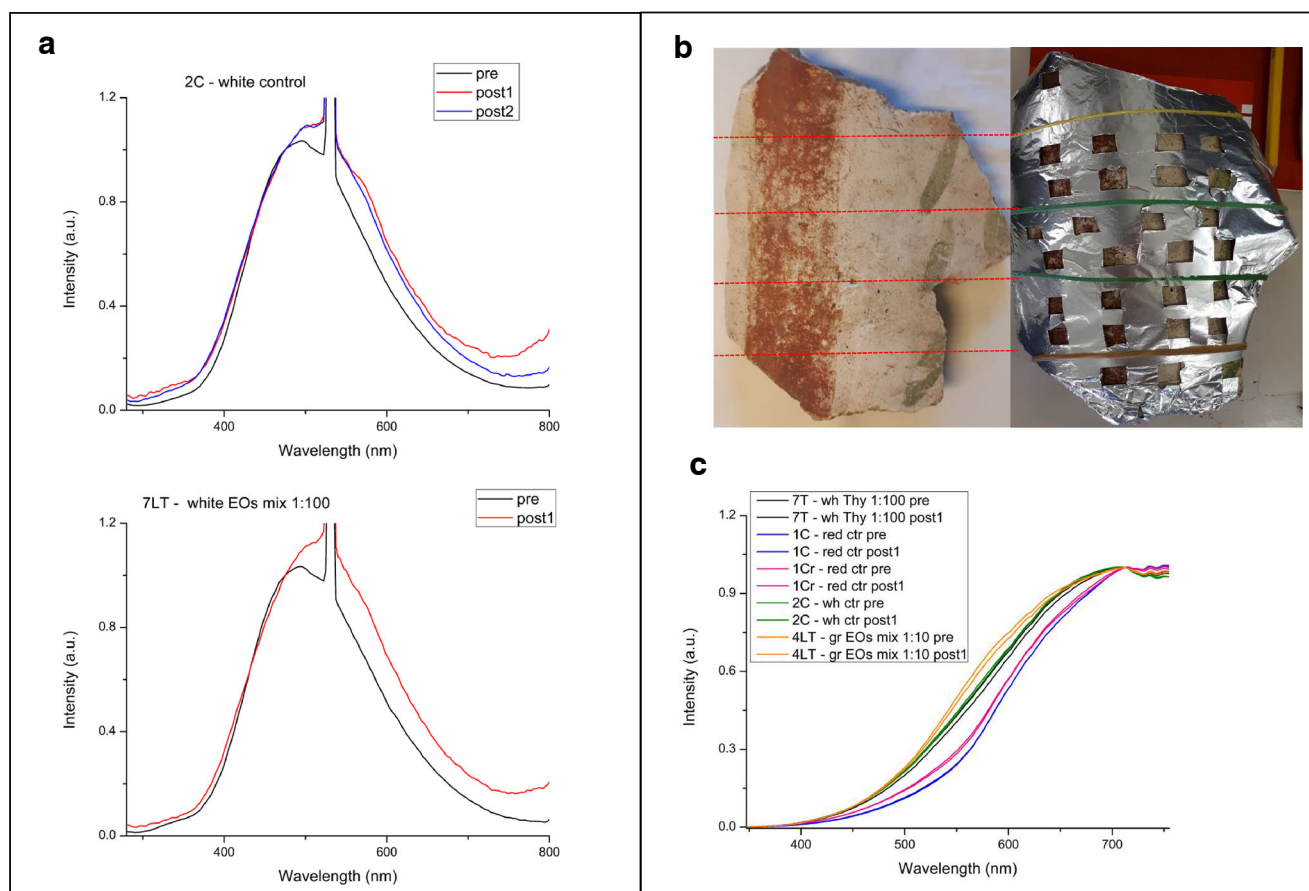 a
2C - white control
pre
post1
post2
1.2
0.8
0.4
0.0
Intensity (a.u.)
400
600
800
Wavelength (nm)
7LT - white EOs mix 1:100
pre
post1
1.2
0.8
0.4
0.0
Intensity (a.u.)
400
600
800
Wavelength (nm)
b
c
7T - wh Thy 1:100 pre
7T - wh Thy 1:100 post1
1C - red ctr pre
1C - red ctr post1
1Cr - red ctr pre
1Cr - red ctr post1
2C - wh ctr pre
2C - wh ctr post1
4LT - gr EOs mix 1:10 pre
4LT - gr EOs mix 1:10 post1
1.2
0.9
0.6
0.3
0.0
Intensity (a.u.)
400
500
600
700
Wavelength (nm)